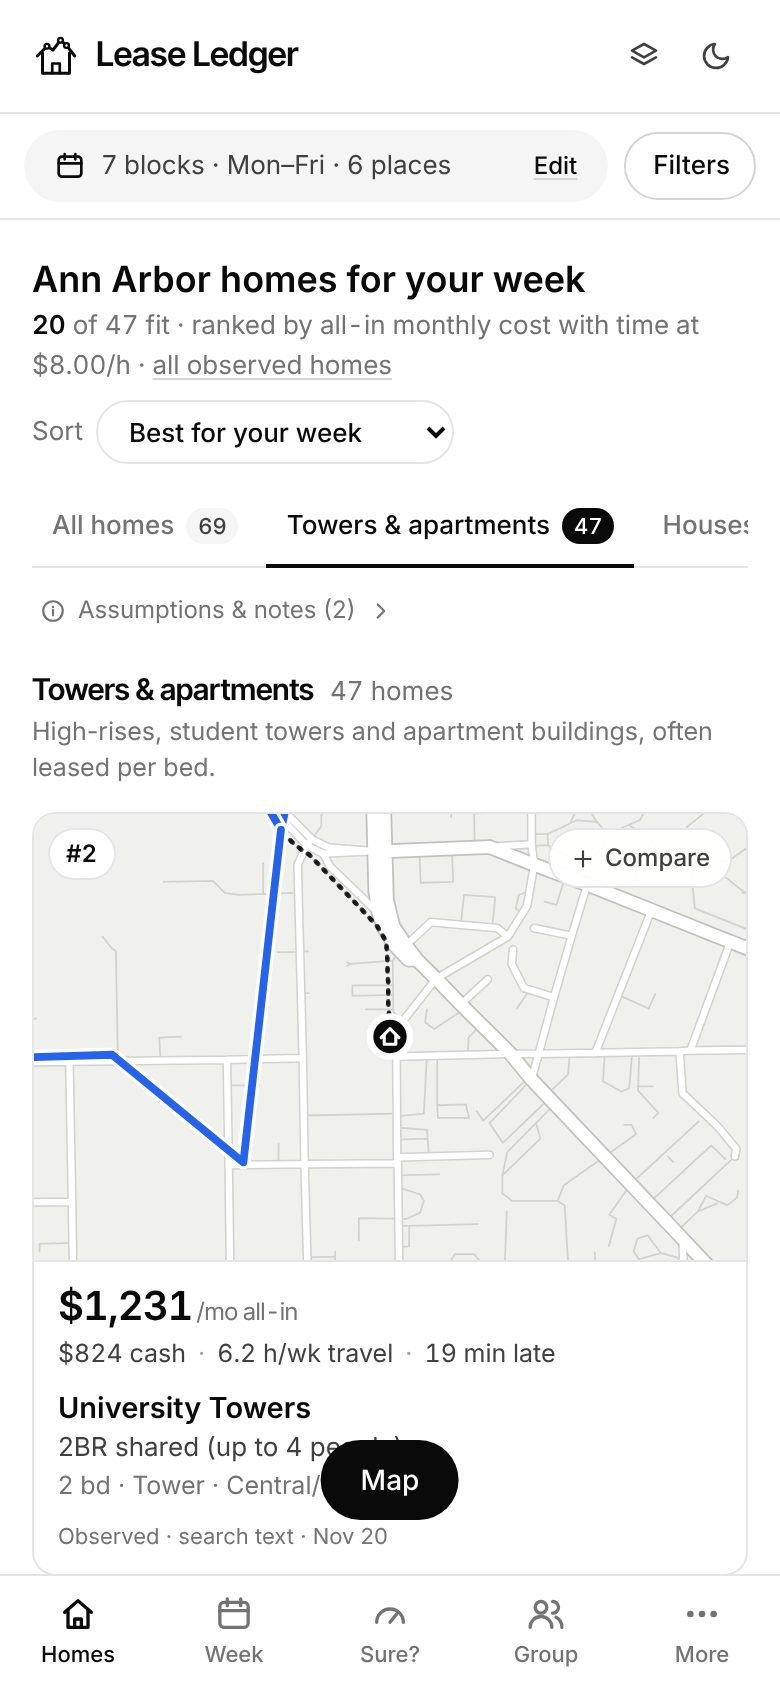 Lease Ledger
7 blocks · Mon–Fri · 6 places
Edit
Filters
Ann Arbor homes for your week
20 of 47 fit · ranked by all-in monthly cost with time at
$8.00/h · all observed homes
Sort
Best for your week
All homes 69
Towers & apartments 47
Houses
Assumptions & notes (2)
Towers & apartments 47 homes
High-rises, student towers and apartment buildings, often
leased per bed.
#2
+ Compare
$1,231 /mo all-in
$824 cash · 6.2 h/wk travel · 19 min late
University Towers
2BR shared (up to 4
2 bd · Tower · Central/
Map
Observed · search text · Nov 20
Homes
Week
Sure?
Group
More